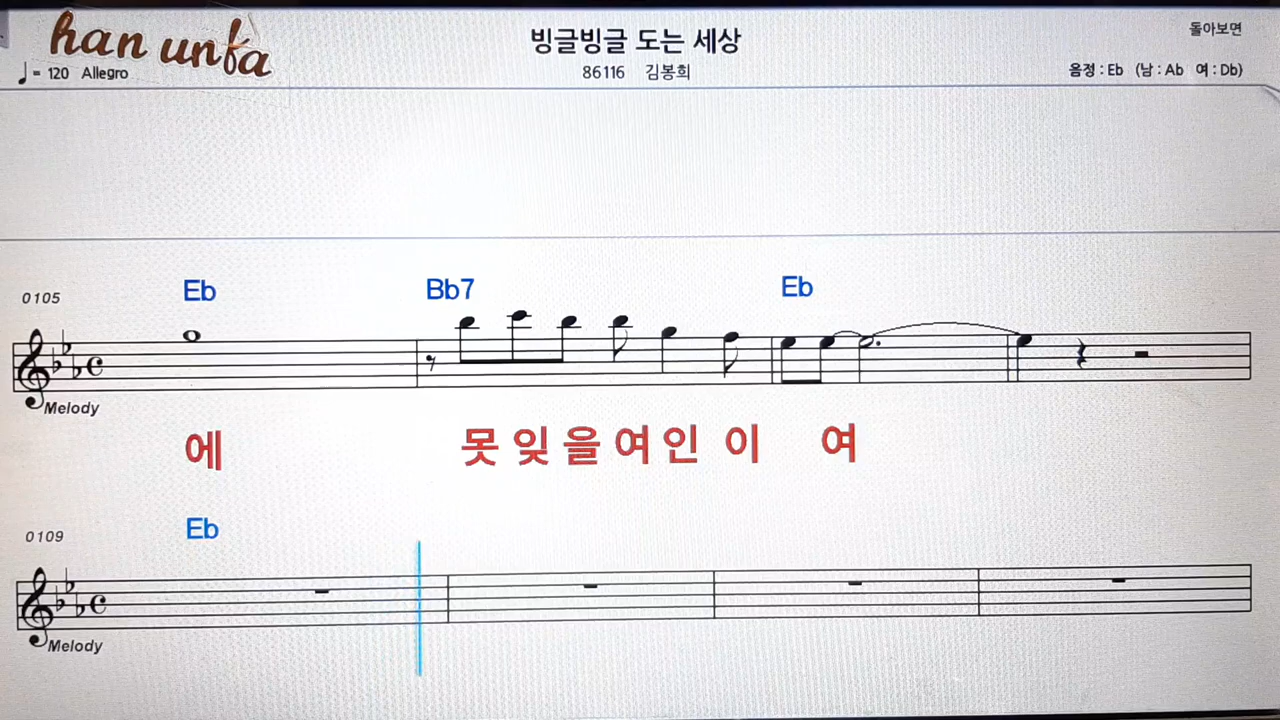 han unfa
빙글빙글 도는 세상
돌아보면
♩= 120 Allegro
86116 김봉희
음정 : Eb (남 : Ab 여 : Db)
0105
Eb Bb7 Eb
Melody
에 못 잊 을 여 인 이 여
0109
Eb
Melody